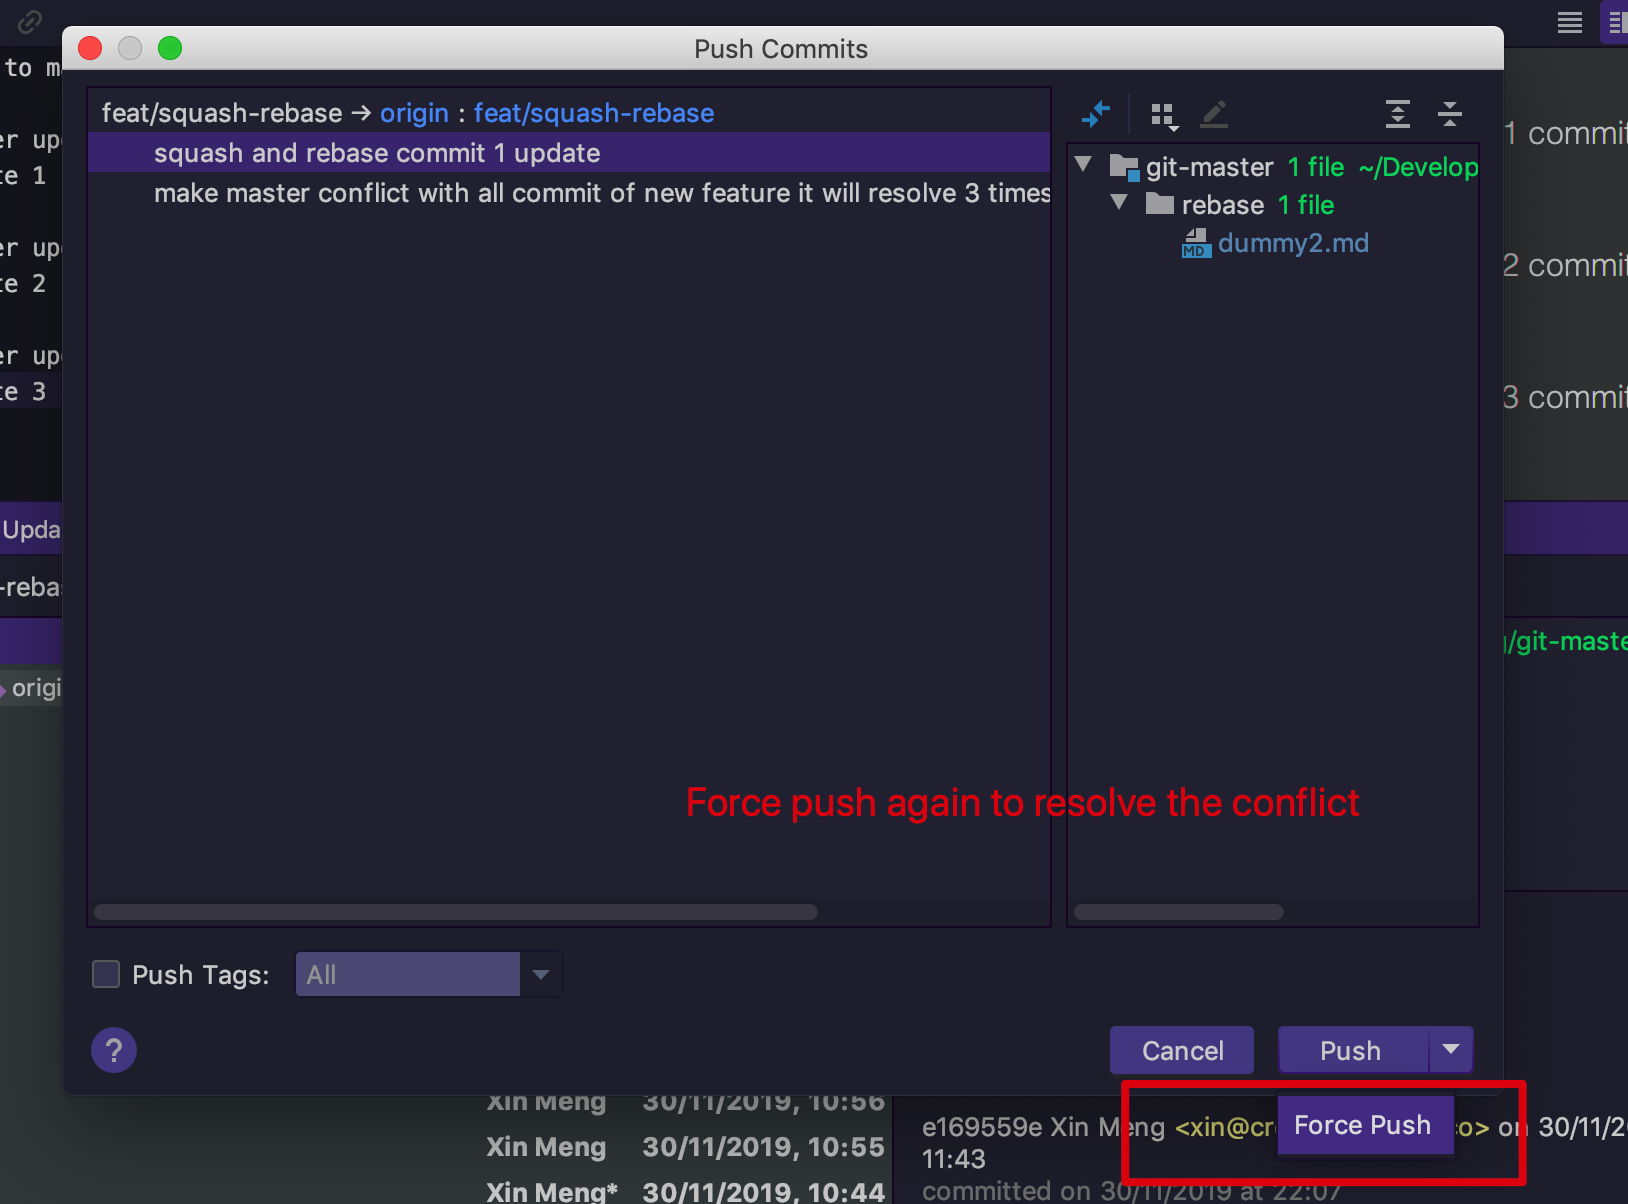 Push Commits
to m
feat/squash-rebase → origin : feat/squash-rebase
squash and rebase commit 1 update
make master conflict with all commit of new feature it will resolve 3 times
git-master 1 file ~/Develop
rebase 1 file
MD dummy2.md
er up
te 1
er up
te 2
er up
te 3
1 commit
2 commit
3 commit
Upda
-reba
origi
/git-maste
Force push again to resolve the conflict
Push Tags: All
?
Cancel
Push
Force Push
Xin Meng 30/11/2019, 10:56
Xin Meng 30/11/2019, 10:55
Xin Meng* 30/11/2019, 10:44
e169559e Xin Meng <xin@cr co> on 30/11/2
11:43
committed on 30/11/2019 at 22:07